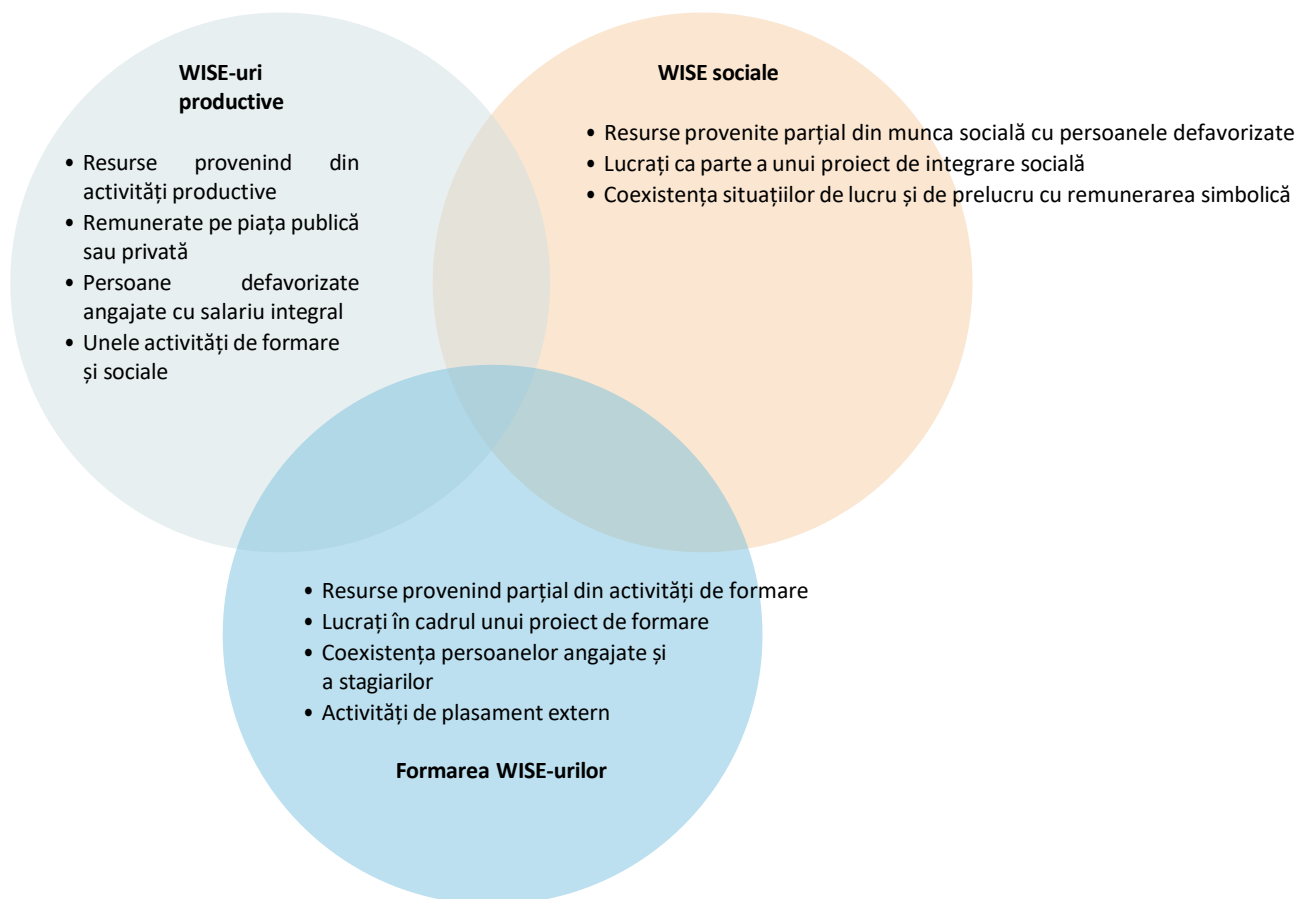 WISE-uri
productive
• Resurse provenind din
activități productive
• Remunerate pe piața publică
sau privată
• Persoane defavorizate
angajate cu salariu integral
• Unele activități de formare
și sociale
WISE sociale
• Resurse provenite parțial din munca socială cu persoanele defavorizate
• Lucrați ca parte a unui proiect de integrare socială
• Coexistența situațiilor de lucru și de prelucru cu remunerarea simbolică
• Resurse provenind parțial din activități de formare
• Lucrați în cadrul unui proiect de formare
• Coexistența persoanelor angajate și
a stagiarilor
• Activități de plasament extern
Formarea WISE-urilor